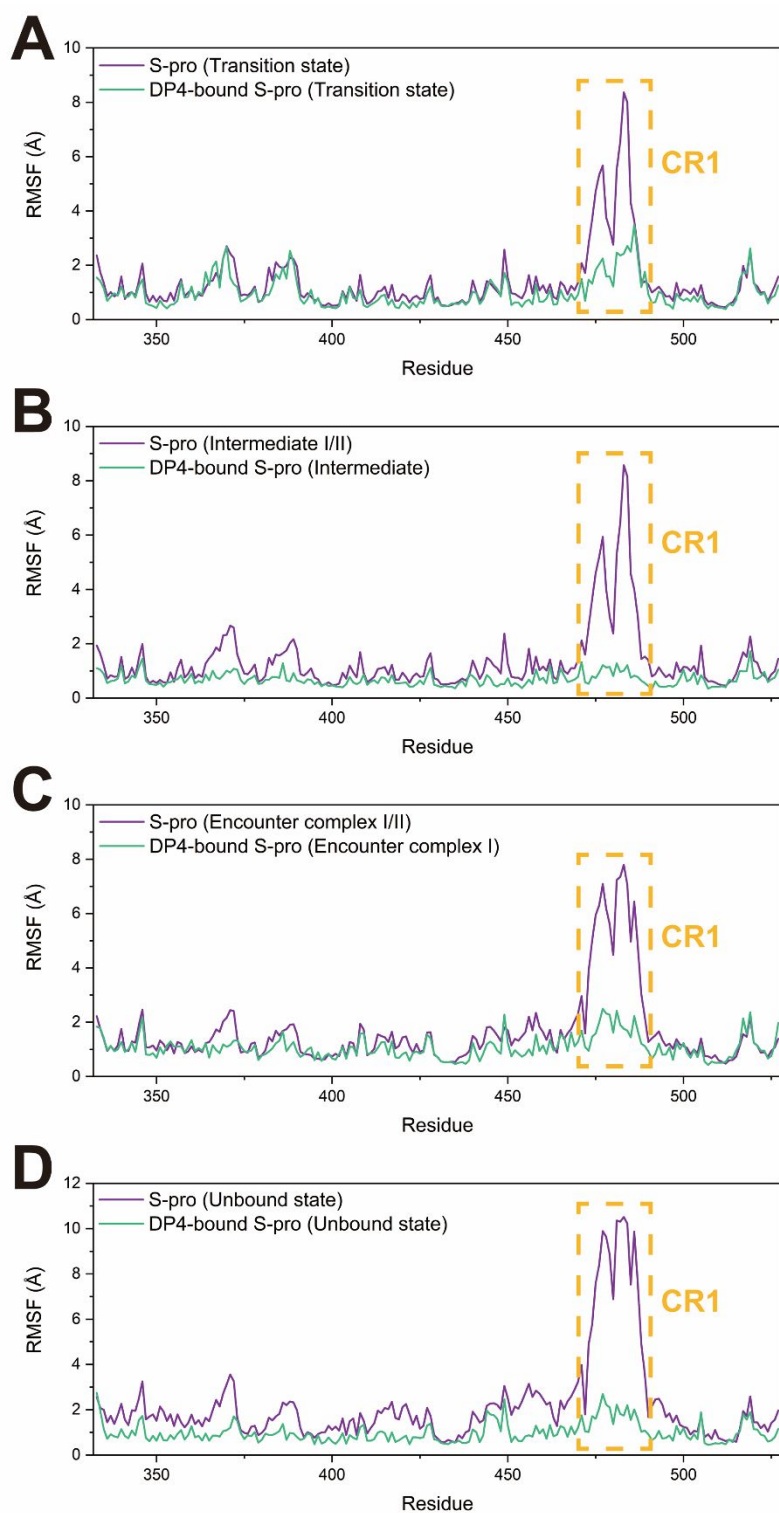 A
10
8
6
4
2
0
RMSF (Å)
S-pro (Transition state)
DP4-bound S-pro (Transition state)
CR1
350
400
450
500
Residue
B
10
8
6
4
2
0
RMSF (Å)
S-pro (Intermediate I/II)
DP4-bound S-pro (Intermediate)
CR1
350
400
450
500
Residue
C
10
8
6
4
2
0
RMSF (Å)
S-pro (Encounter complex I/II)
DP4-bound S-pro (Encounter complex I)
CR1
350
400
450
500
Residue
D
12
10
8
6
4
2
0
RMSF (Å)
S-pro (Unbound state)
DP4-bound S-pro (Unbound state)
CR1
350
400
450
500
Residue